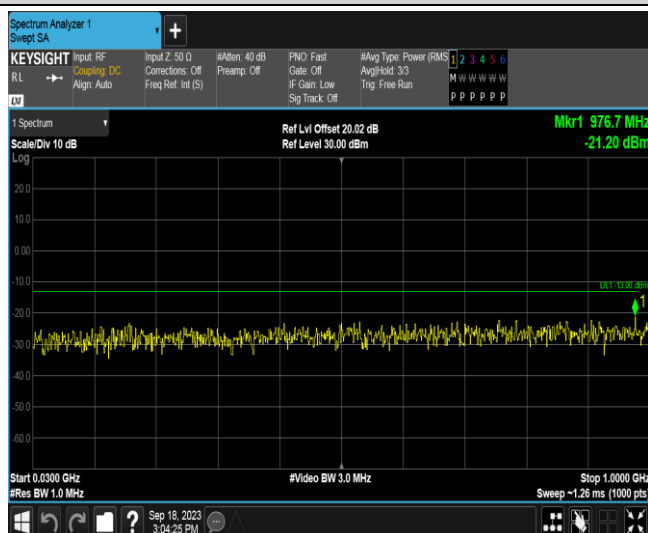 Spectrum Analyzer 1
Swept SA
+
KEYSIGHT Input: RF
RL Coupling: DC
Align: Auto
LXI
Input Z: 50 Ω
Corrections: Off
Freq Ref: Int (S)
#Atten: 40 dB
Preamp: Off
PNO: Fast
Gate: Off
IF Gain: Low
Sig Track: Off
#Avg Type: Power (RMS
Avg|Hold: 3/3
Trig: Free Run
1 2 3 4 5 6
M W W W W W
P P P P P P
1 Spectrum
Scale/Div 10 dB
Ref Lvl Offset 20.02 dB
Ref Level 30.00 dBm
Mkr1 976.7 MHz
-21.20 dBm
Log
20.0
10.0
0.00
DL1 -13.00 dBm
-10.0
1
-20.0
-30.0
-40.0
-50.0
-60.0
Start 0.0300 GHz
#Res BW 1.0 MHz
#Video BW 3.0 MHz
Stop 1.0000 GHz
Sweep ~1.26 ms (1000 pts)
?
Sep 18, 2023
3:04:25 PM